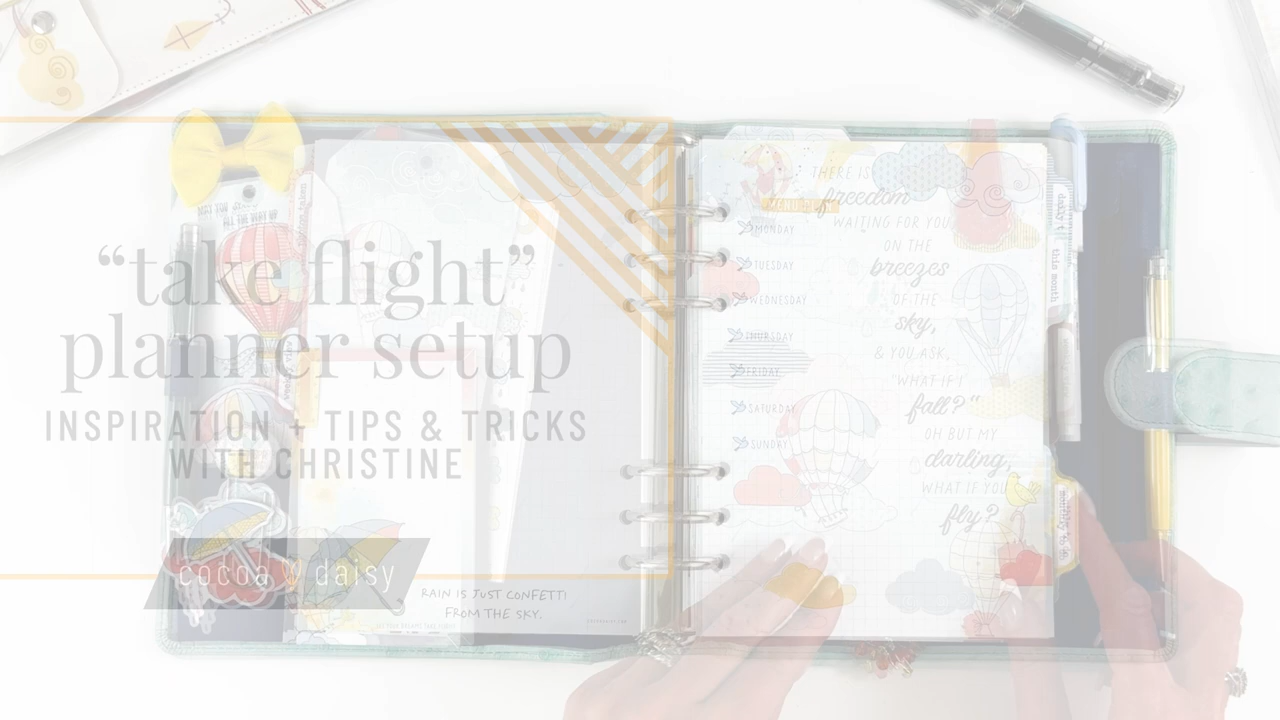 “take flight”
planner setup
INSPIRATION + TIPS & TRICKS
WITH CHRISTINE
cocoa daisy
RAIN IS JUST CONFETTI
FROM THE SKY.
MENU PLAN
MONDAY
TUESDAY
WEDNESDAY
THURSDAY
FRIDAY
SATURDAY
SUNDAY
THERE IS
freedom
WAITING FOR YOU
ON THE
breezes
OF THE
sky,
& YOU ASK,
"WHAT IF I
fall?"
OH BUT MY
darling,
WHAT IF YOU
fly?
this month